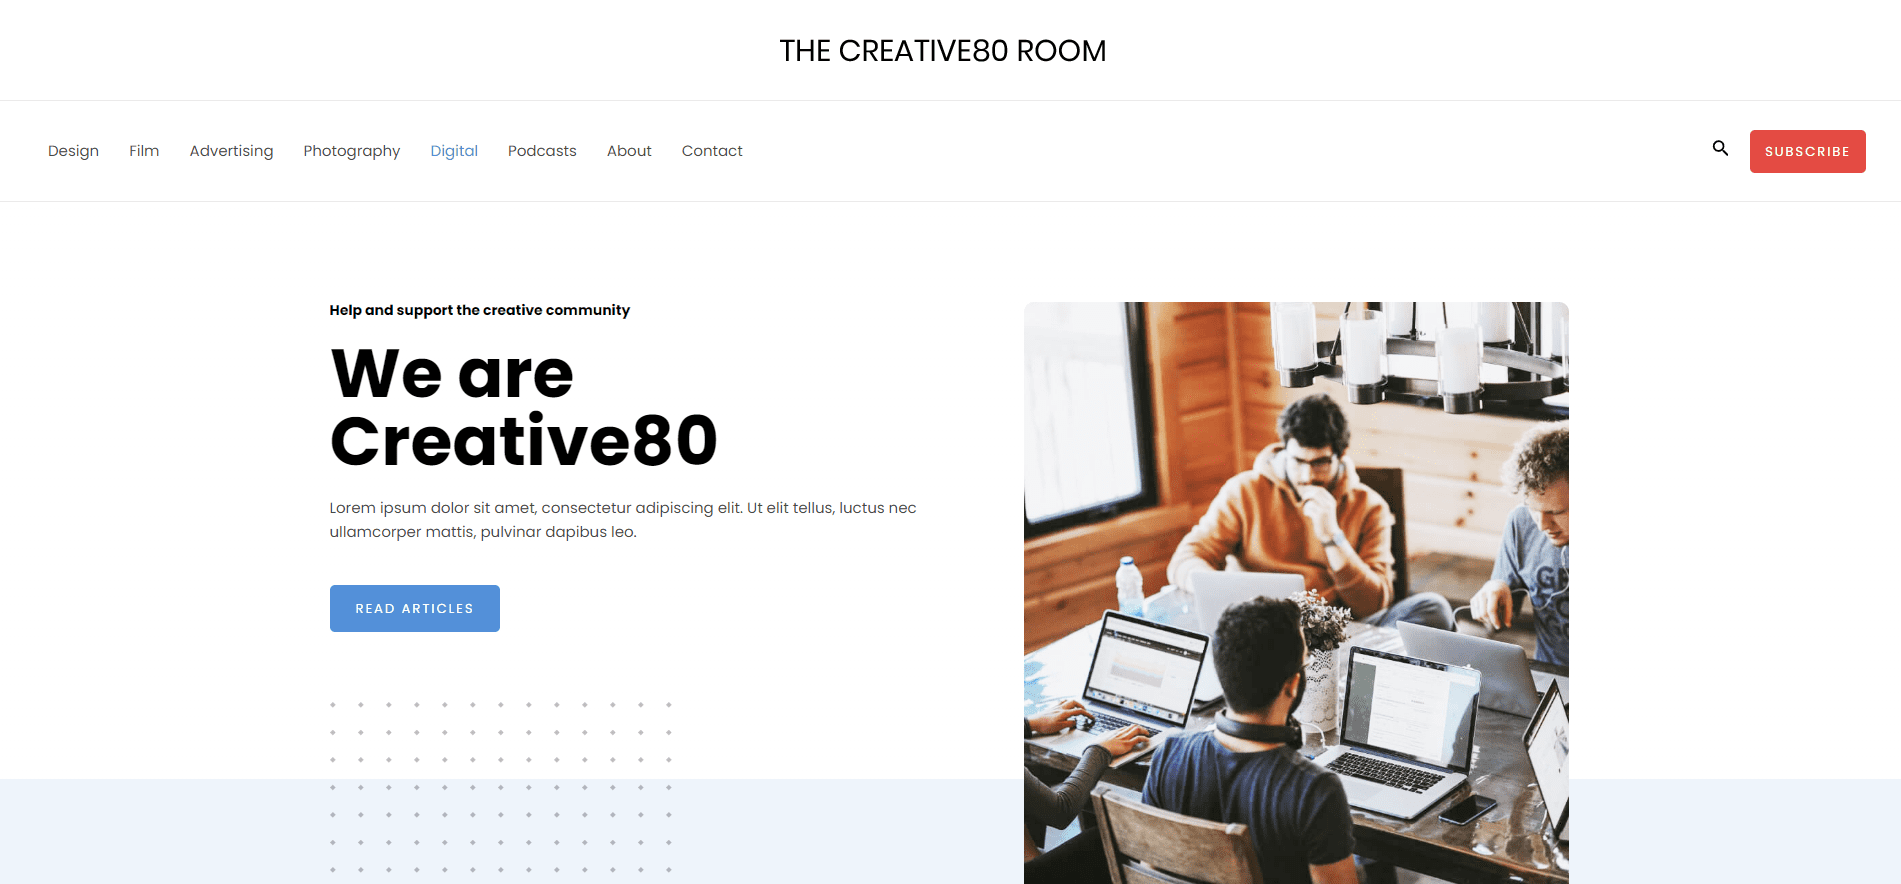 THE CREATIVE80 ROOM
Design Film Advertising Photography Digital Podcasts About Contact
SUBSCRIBE
Help and support the creative community
We are
Creative80
Lorem ipsum dolor sit amet, consectetur adipiscing elit. Ut elit tellus, luctus nec
ullamcorper mattis, pulvinar dapibus leo.
READ ARTICLES